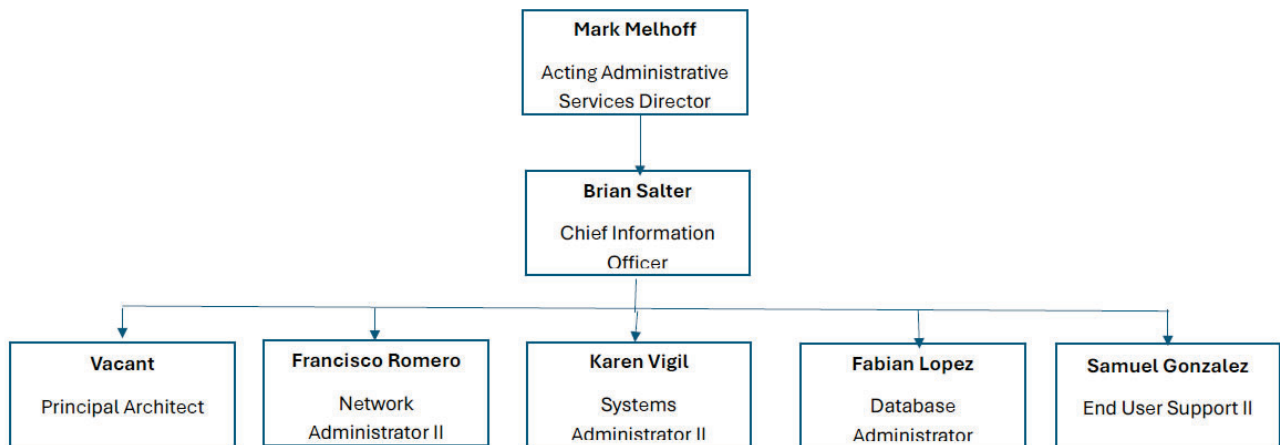 Mark Melhoff
Acting Administrative
Services Director
Brian Salter
Chief Information
Officer
Vacant
Principal Architect
Francisco Romero
Network
Administrator II
Karen Vigil
Systems
Administrator II
Fabian Lopez
Database
Administrator
Samuel Gonzalez
End User Support II